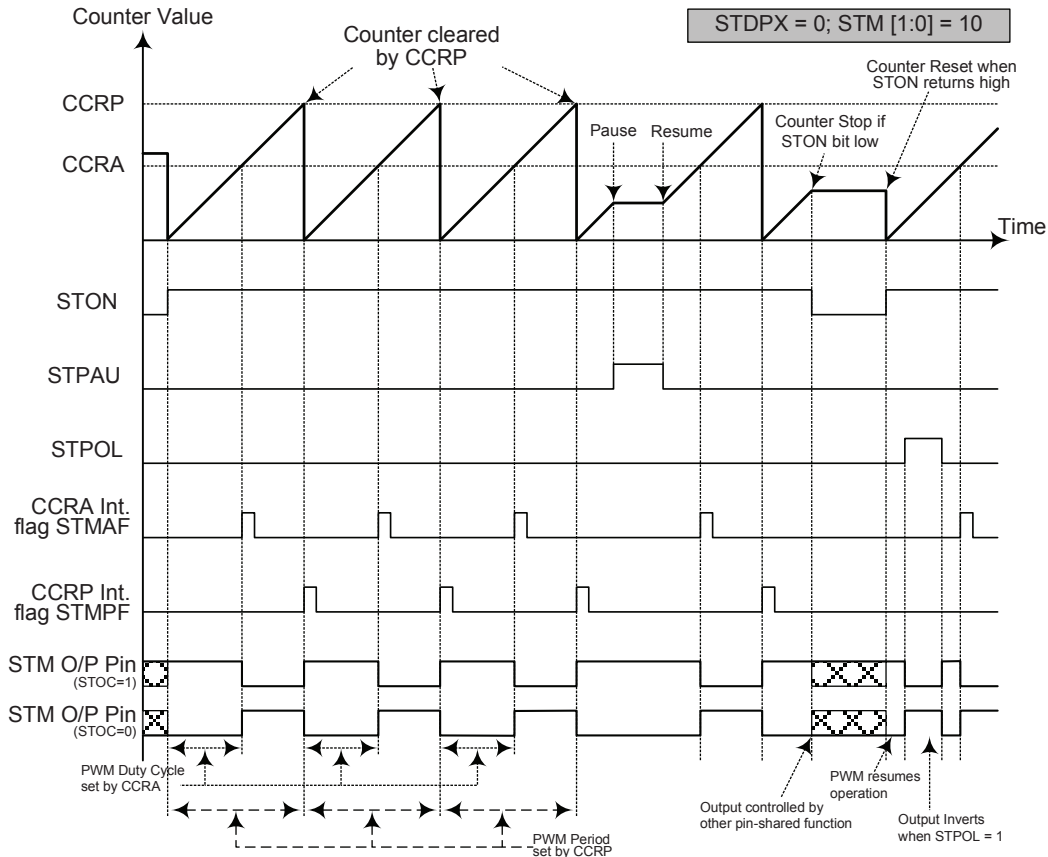 Counter Value
STDPX = 0; STM [1:0] = 10
Counter cleared
by CCRP
Counter Reset when
STON returns high
CCRP
Pause
Resume
Counter Stop if
STON bit low
CCRA
Time
STON
STPAU
STPOL
CCRA Int.
flag STMAF
CCRP Int.
flag STMPF
STM O/P Pin
(STOC=1)
STM O/P Pin
(STOC=0)
PWM Duty Cycle
set by CCRA
PWM resumes
operation
Output controlled by
other pin-shared function
Output Inverts
when STPOL = 1
PWM Period
set by CCRP